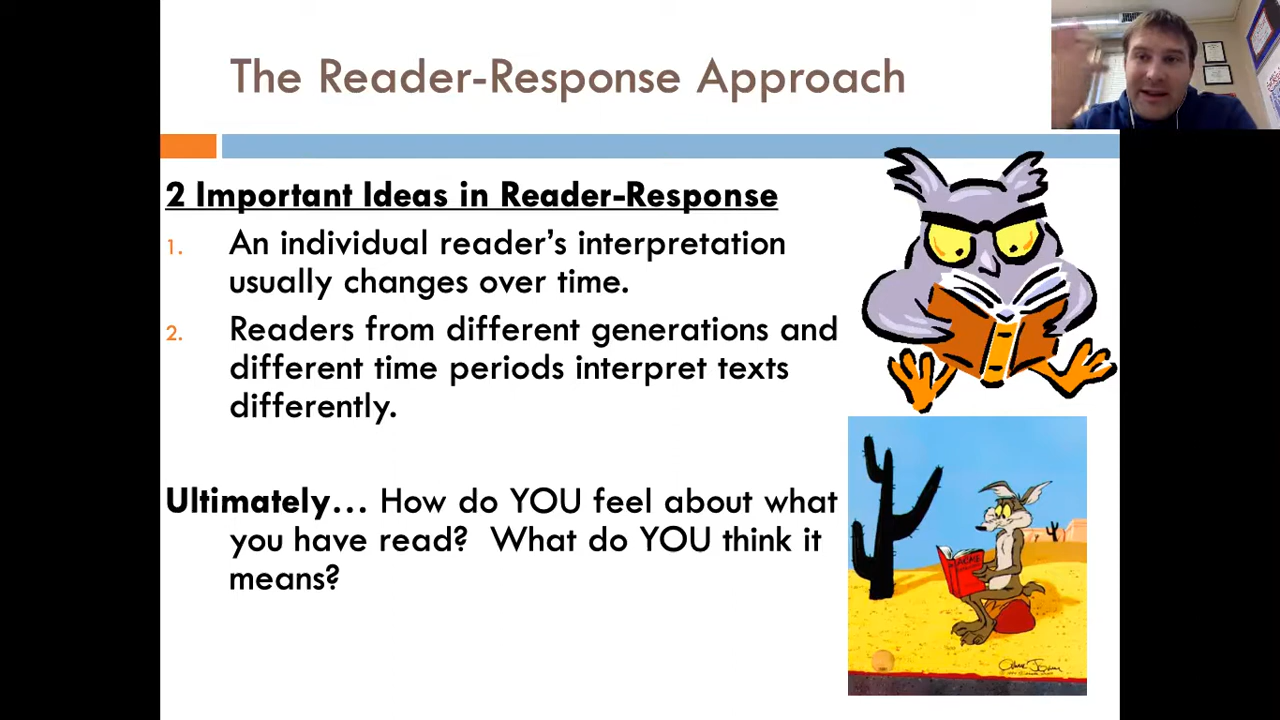 The Reader-Response Approach
2 Important Ideas in Reader-Response
1. An individual reader’s interpretation
usually changes over time.
2. Readers from different generations and
different time periods interpret texts
differently.
Ultimately… How do YOU feel about what
you have read?  What do YOU think it
means?
ACME